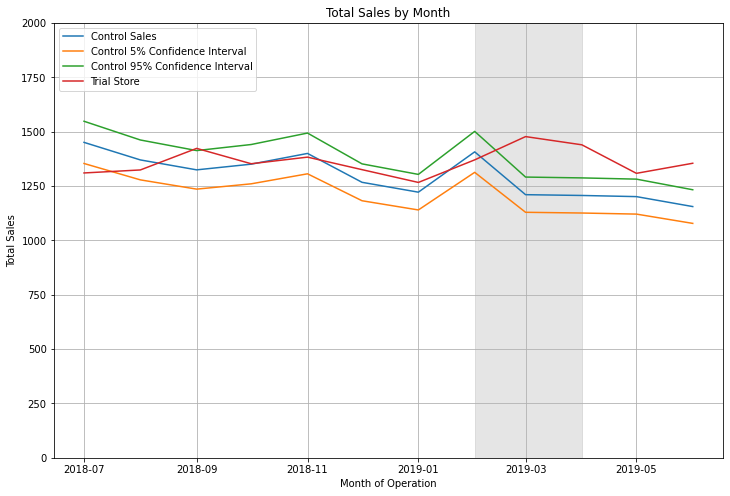 Total Sales by Month
Control Sales
Control 5% Confidence Interval
Control 95% Confidence Interval
Trial Store
2000
1750
1500
1250
1000
750
500
250
0
Total Sales
2018-07 2018-09 2018-11 2019-01 2019-03 2019-05
Month of Operation